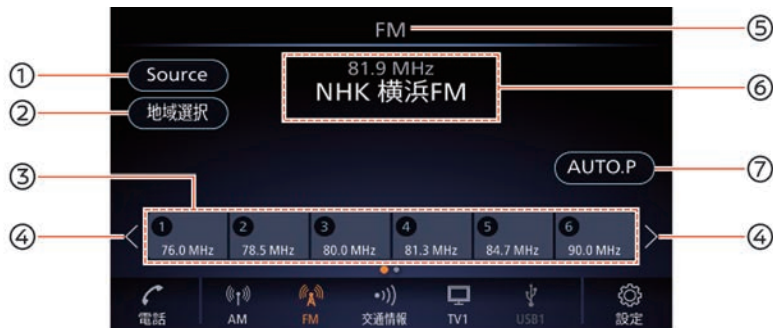 FM
⑤
①
Source
81.9 MHz
NHK 横浜FM
⑥
②
地域選択
③
AUTO.P
⑦
④
1
2
3
4
5
6
④
76.0 MHz
78.5 MHz
80.0 MHz
81.3 MHz
84.7 MHz
90.0 MHz
電話
AM
FM
交通情報
TV1
USB1
設定